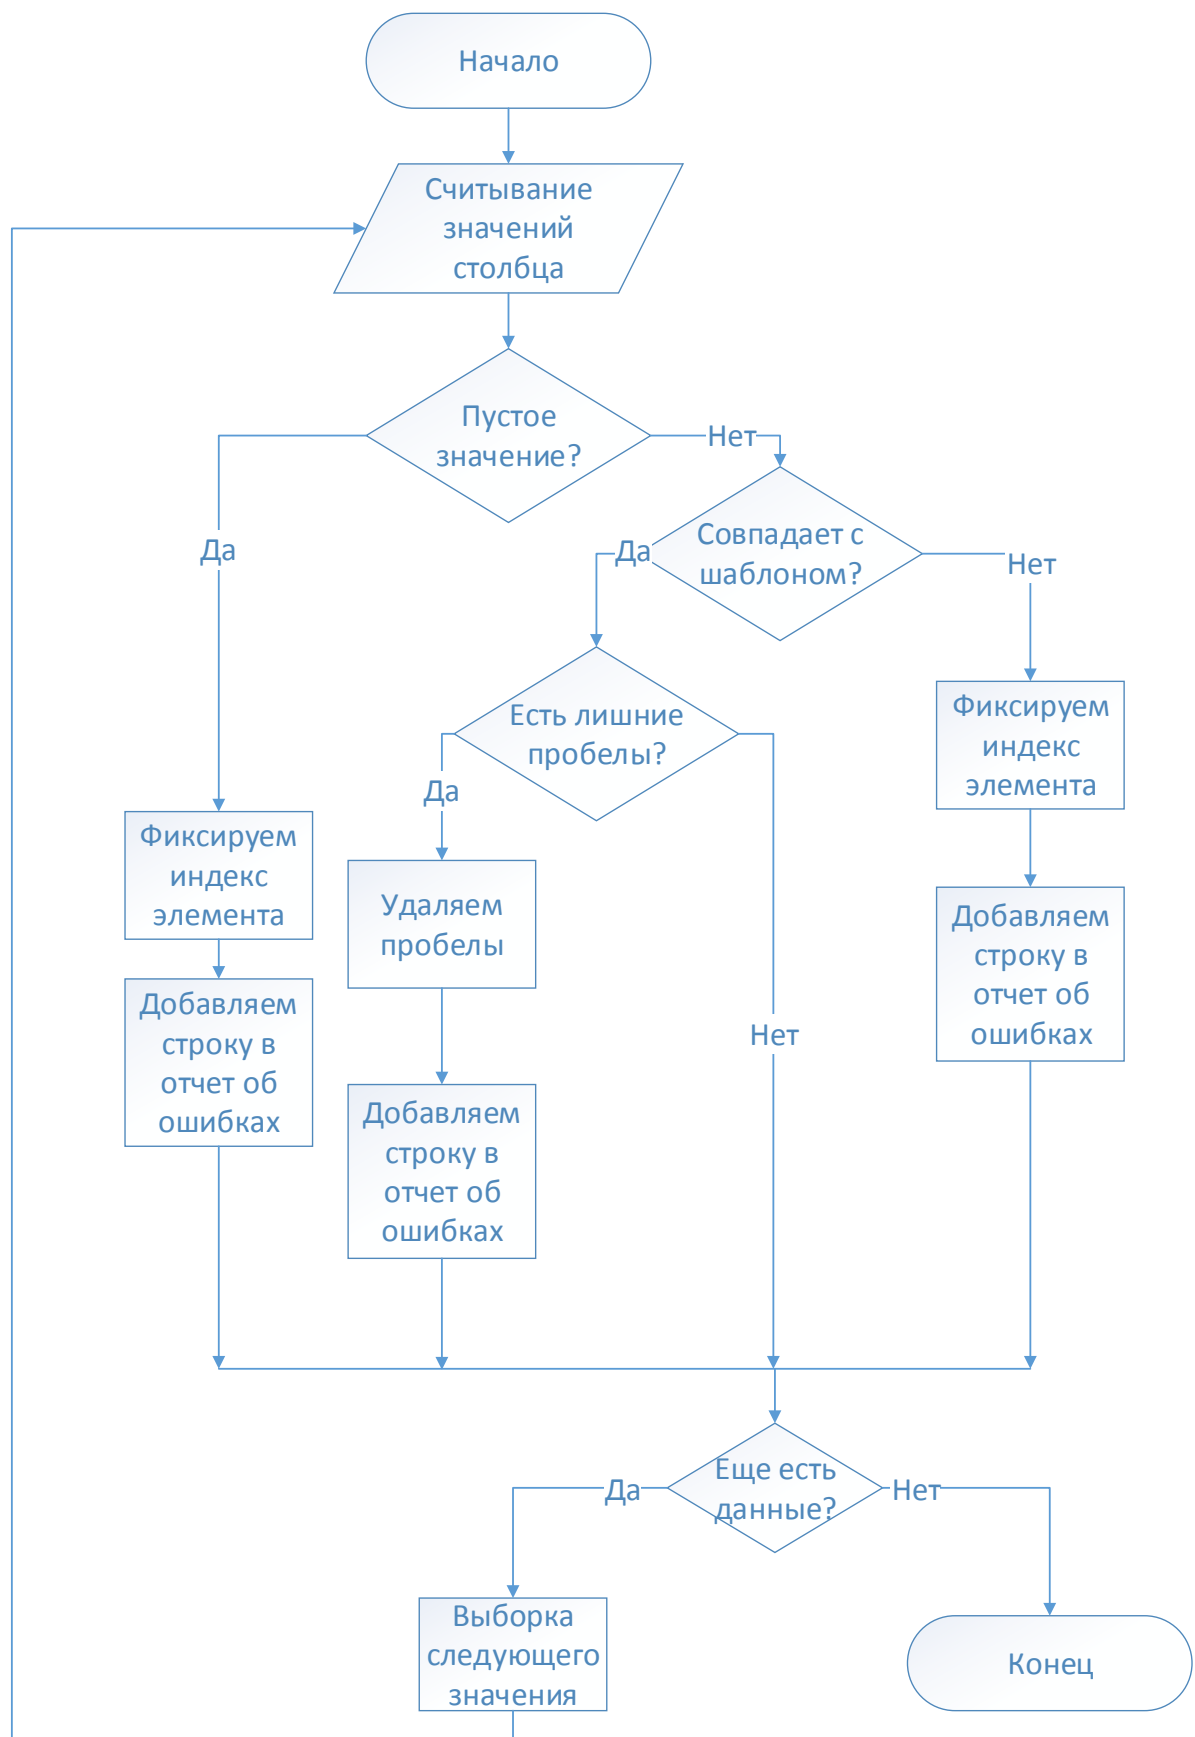 Начало
Считывание
значений
столбца
Пустое
значение?
Нет
Да
Совпадает с
шаблоном?
Да
Нет
Есть лишние
пробелы?
Фиксируем
индекс
элемента
Да
Фиксируем
индекс
элемента
Удаляем
пробелы
Добавляем
строку в
отчет об
ошибках
Добавляем
строку в
отчет об
ошибках
Нет
Добавляем
строку в
отчет об
ошибках
Еще есть
данные?
Да
Нет
Выборка
следующего
значения
Конец